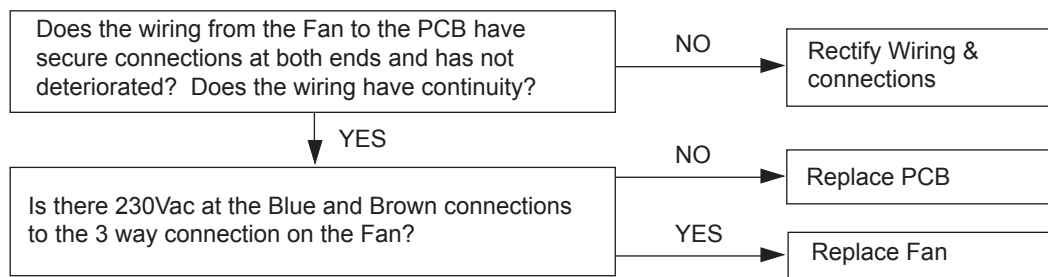 Does the wiring from the Fan to the PCB have
secure connections at both ends and has not
deteriorated? Does the wiring have continuity?
NO
Rectify Wiring &
connections
YES
Is there 230Vac at the Blue and Brown connections
to the 3 way connection on the Fan?
NO
Replace PCB
YES
Replace Fan